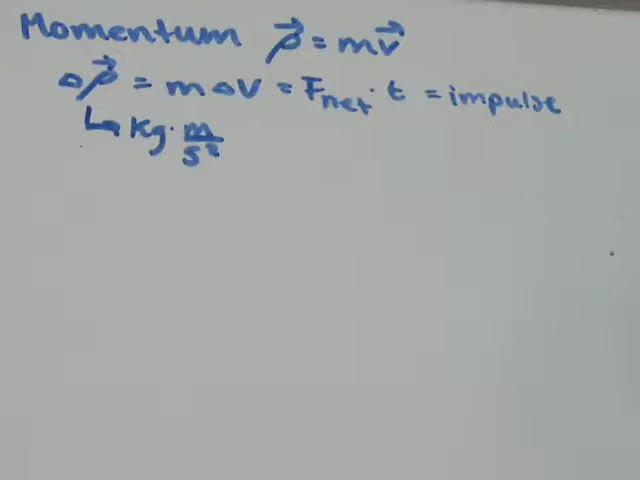 Momentum p⃗ = mv⃗
Δp⃗ = mΔv = Fnet · t = impulse
↳ kg · m/s²